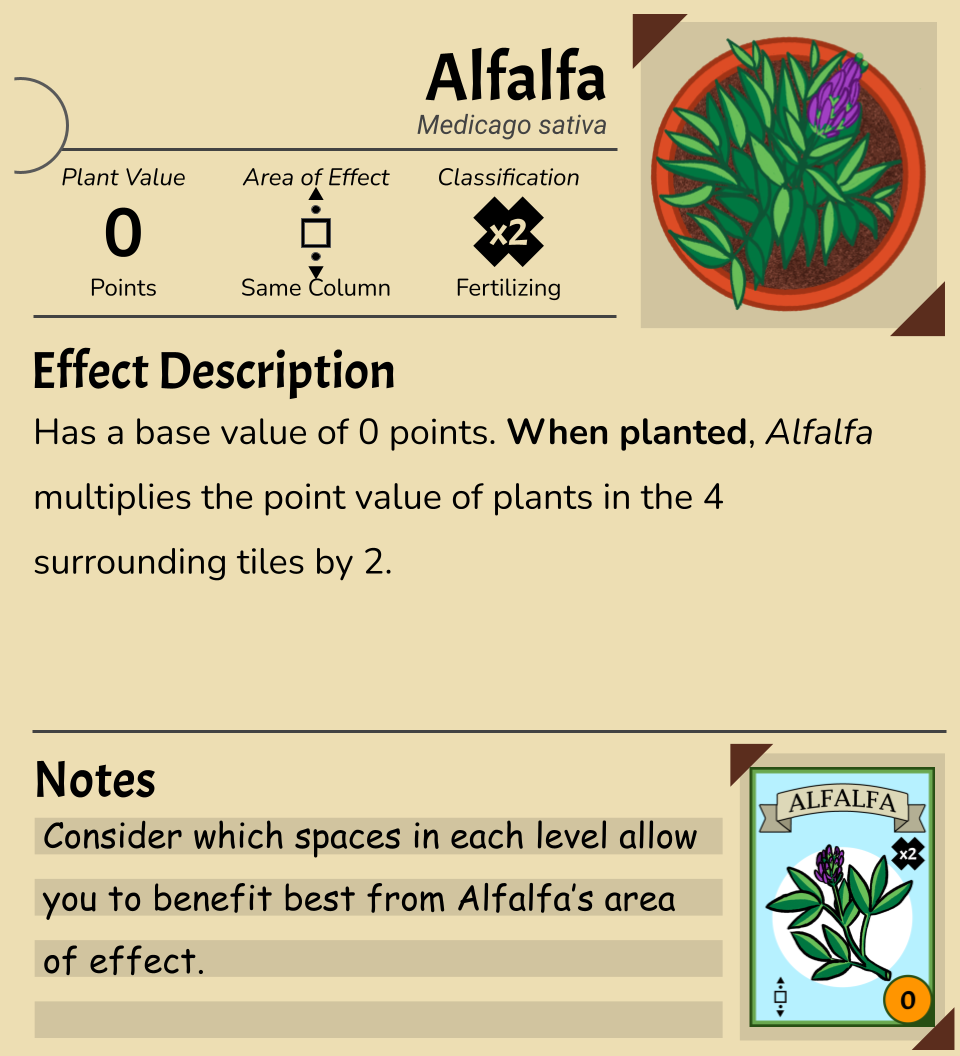 Alfalfa
Medicago sativa
Plant Value
Area of Effect
Classification
0
x2
Points
Same Column
Fertilizing
Effect Description
Has a base value of 0 points. When planted, Alfalfa
multiplies the point value of plants in the 4
surrounding tiles by 2.
Notes
Consider which spaces in each level allow
you to benefit best from Alfalfa's area
of effect.
ALFALFA
x2
0